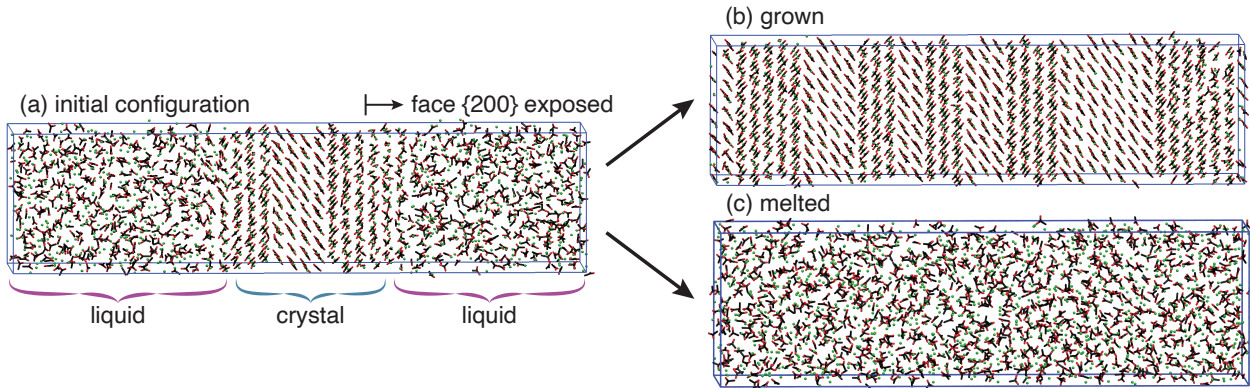 (a) initial configuration
face {200} exposed
liquid
crystal
liquid
(b) grown
(c) melted